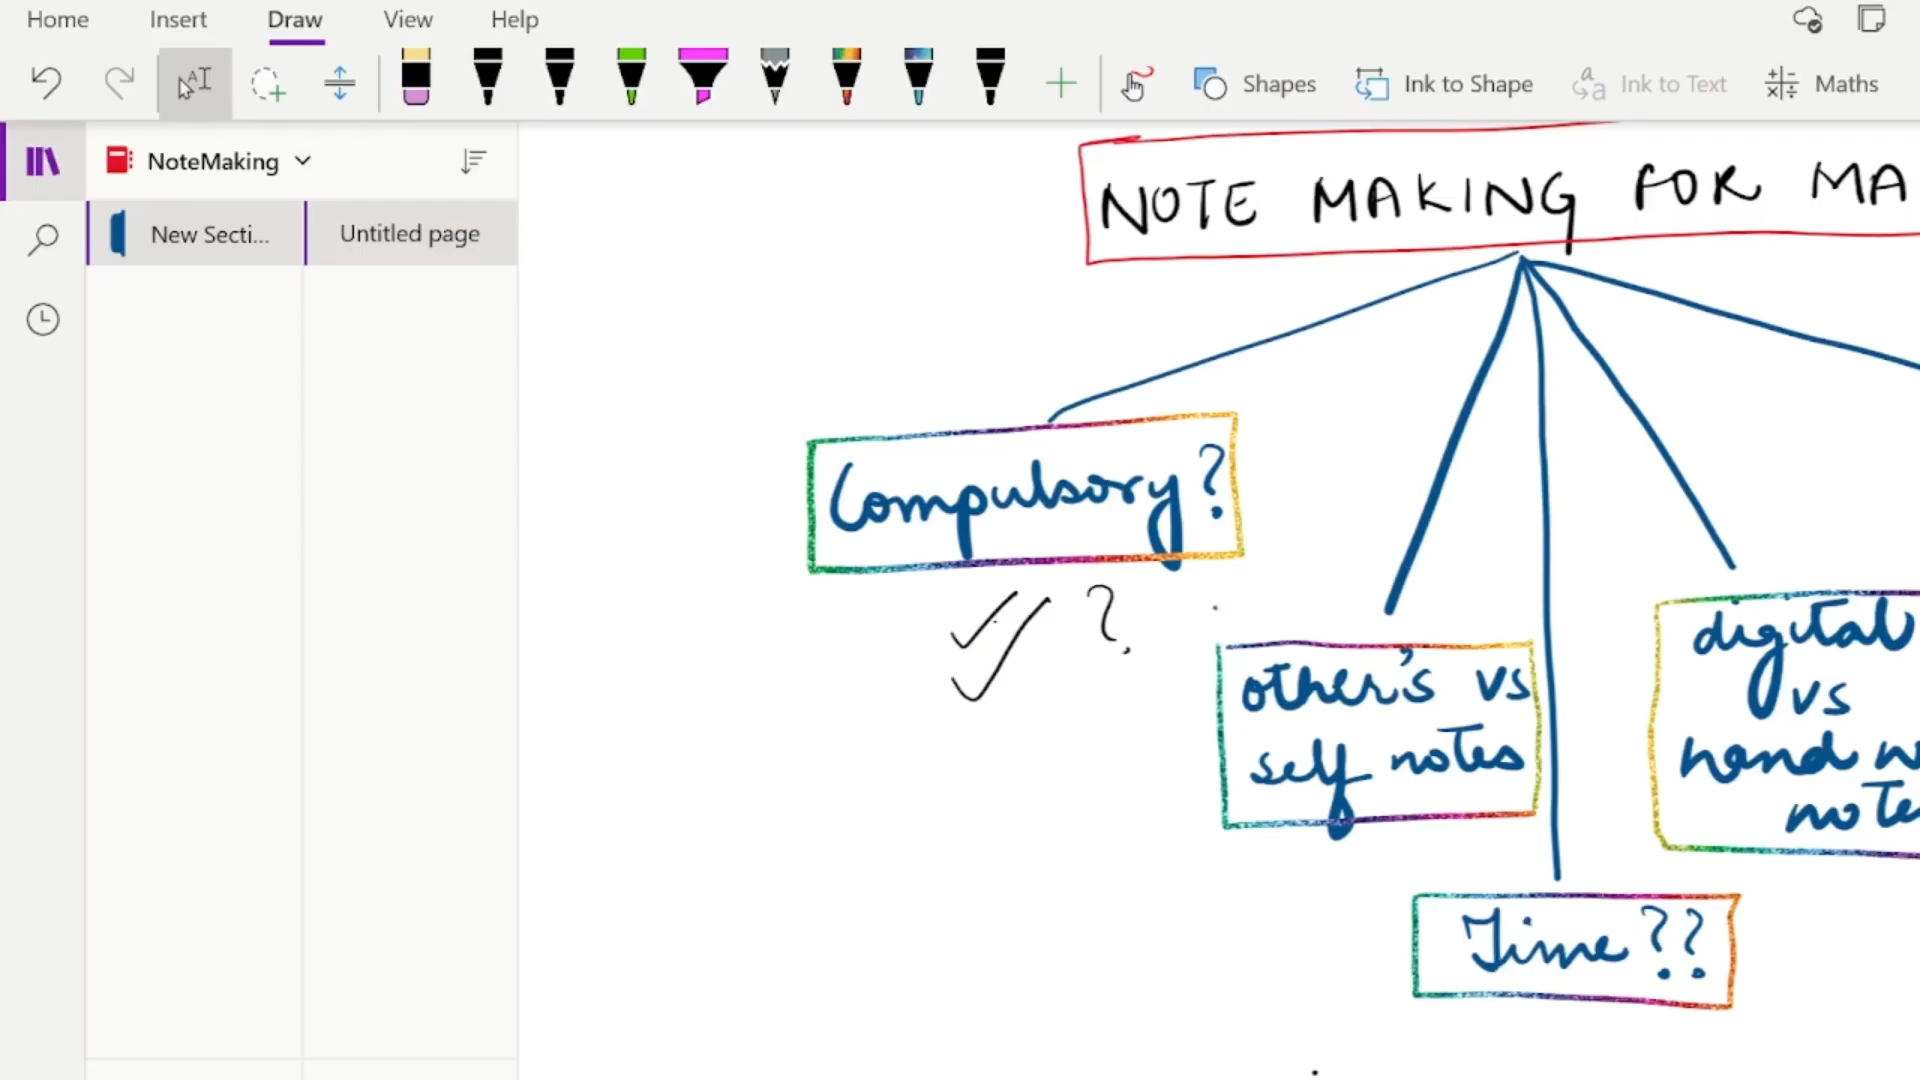 Home Insert Draw View Help
Shapes Ink to Shape Ink to Text Maths
NoteMaking
New Secti... Untitled page
NOTE MAKING FOR MA
Compulsory?
?
other's vs
self notes
digital
vs
hand w
note
Time??